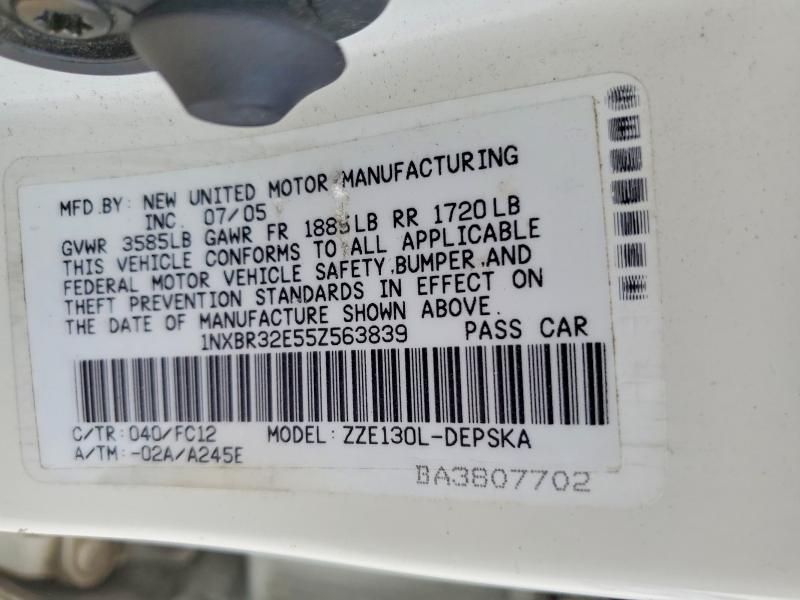 MFD.BY: NEW UNITED MOTOR MANUFACTURING
INC. 07/05
GVWR 3585LB GAWR FR LB RR 1720LB
THIS VEHICLE CONFORMS TO ALL APPLICABLE
FEDERAL MOTOR VEHICLE SAFETY,BUMPER,AND
THEFT PREVENTION STANDARDS IN EFFECT ON
THE DATE OF MANUFACTURE SHOWN ABOVE.
1NXBR32E55Z563839 PASS CAR
C/TR: 040/FC12 MODEL: ZZE130L-DEPSKA
A/TM: -02A/A245E
BA3807702